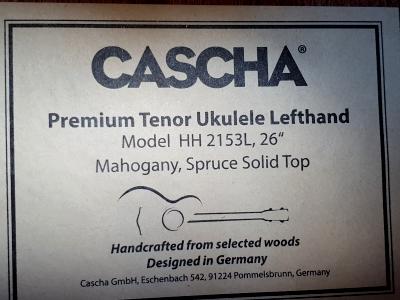 CASCHA®
Premium Tenor Ukulele Lefthand
Model HH 2153L, 26“
Mahogany, Spruce Solid Top
Handcrafted from selected woods
Designed in Germany
Cascha GmbH, Eschenbach 542, 91224 Pommelsbrunn, Germany